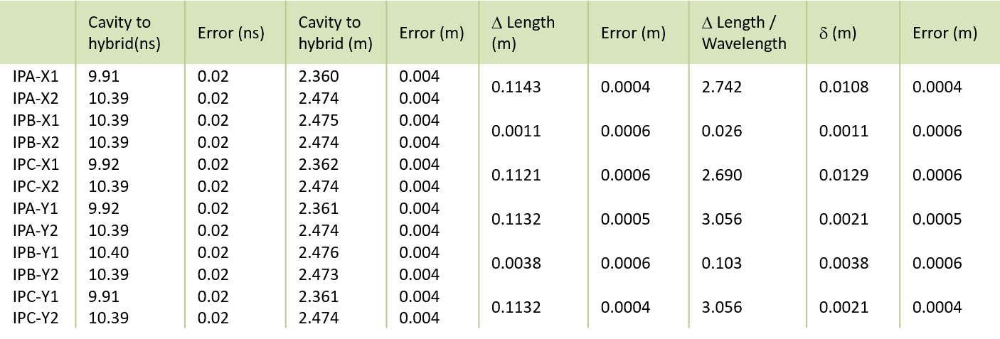 Cavity to hybrid(ns) Error (ns) Cavity to hybrid (m) Error (m) Δ Length (m) Error (m) Δ Length / Wavelength δ (m) Error (m)
IPA-X1 9.91 0.02 2.360 0.004 0.1143 0.0004 2.742 0.0108 0.0004
IPA-X2 10.39 0.02 2.474 0.004
IPB-X1 10.39 0.02 2.475 0.004 0.0011 0.0006 0.026 0.0011 0.0006
IPB-X2 10.39 0.02 2.474 0.004
IPC-X1 9.92 0.02 2.362 0.004 0.1121 0.0006 2.690 0.0129 0.0006
IPC-X2 10.39 0.02 2.474 0.004
IPA-Y1 9.92 0.02 2.361 0.004 0.1132 0.0005 3.056 0.0021 0.0005
IPA-Y2 10.39 0.02 2.474 0.004
IPB-Y1 10.40 0.02 2.476 0.004 0.0038 0.0006 0.103 0.0038 0.0006
IPB-Y2 10.39 0.02 2.473 0.004
IPC-Y1 9.91 0.02 2.361 0.004 0.1132 0.0004 3.056 0.0021 0.0004
IPC-Y2 10.39 0.02 2.474 0.004